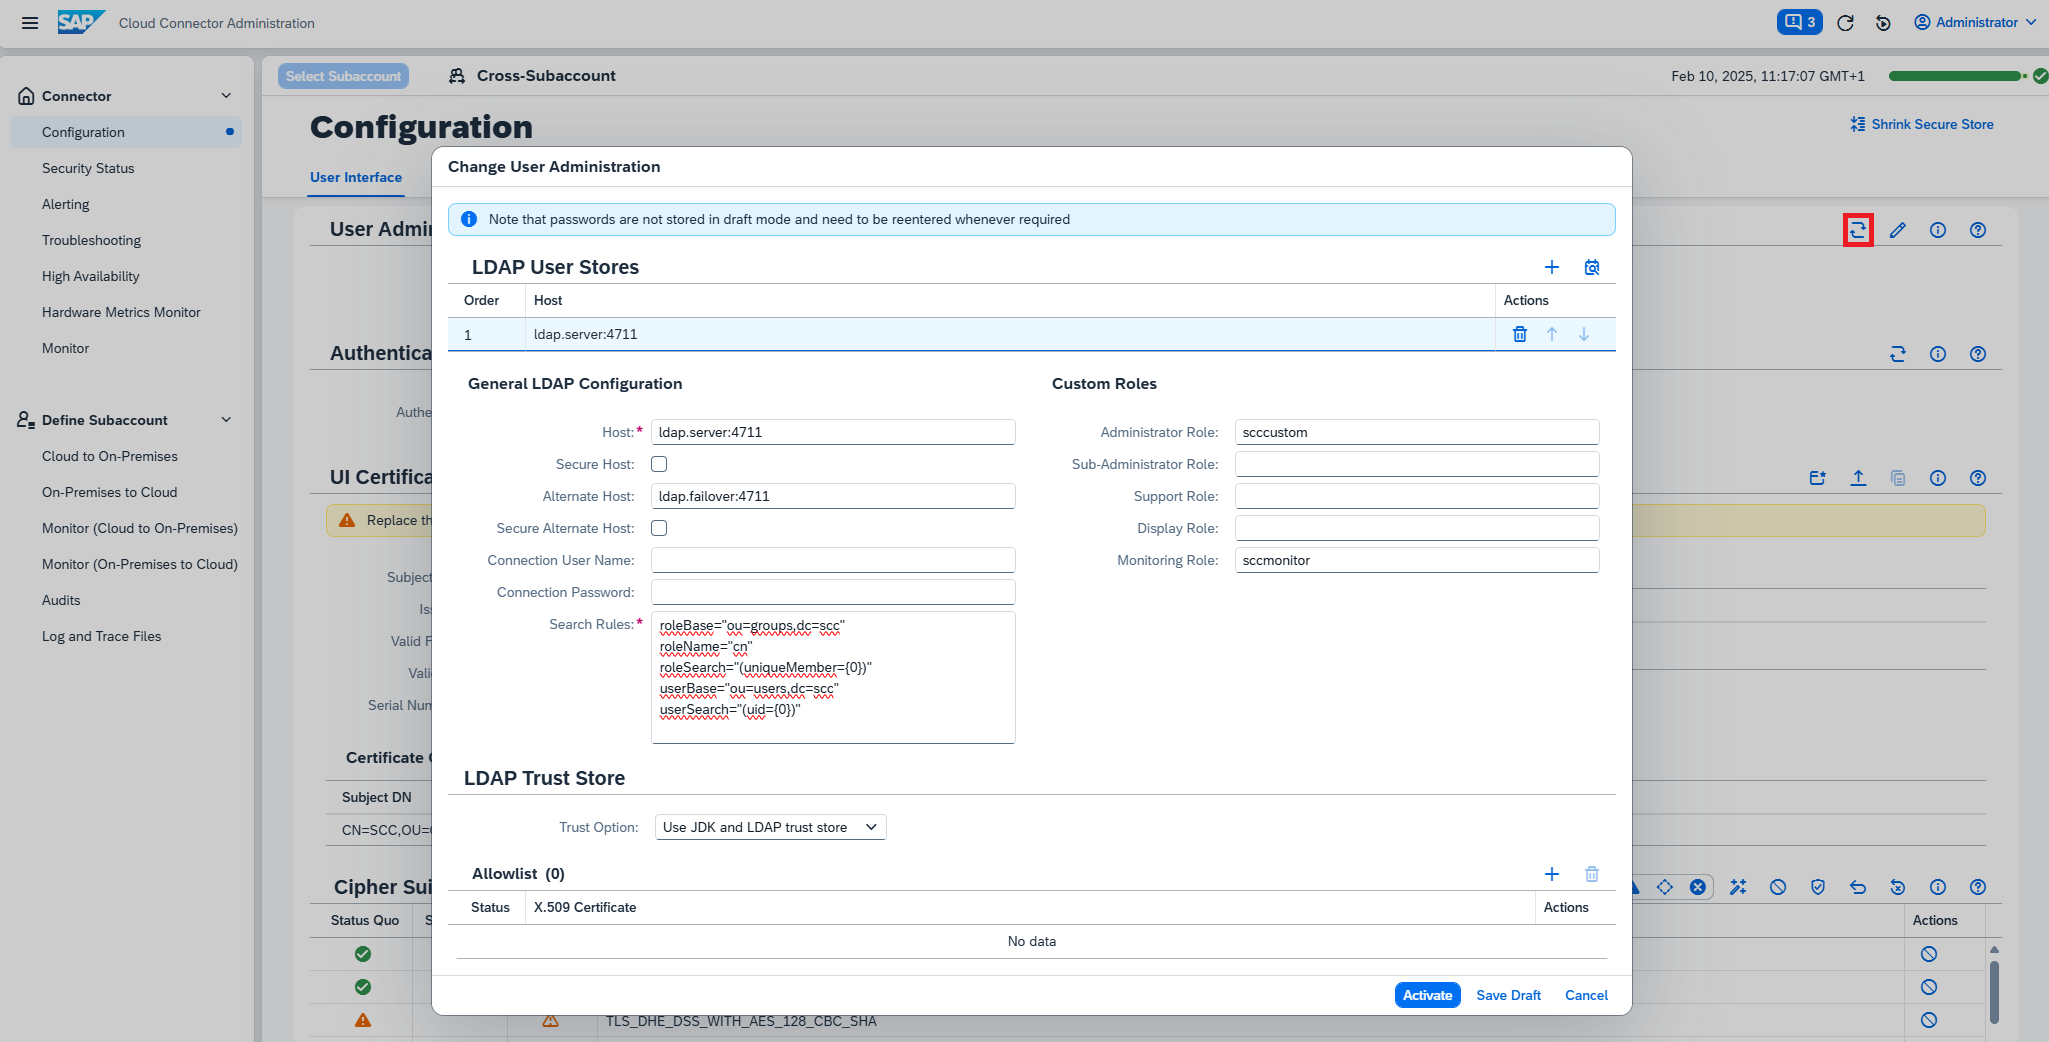 SAP Cloud Connector Administration
3
Administrator
Select Subaccount
Cross-Subaccount
Feb 10, 2025, 11:17:07 GMT+1
Connector
Configuration
Security Status
Alerting
Troubleshooting
High Availability
Hardware Metrics Monitor
Monitor
Define Subaccount
Cloud to On-Premises
On-Premises to Cloud
Monitor (Cloud to On-Premises)
Monitor (On-Premises to Cloud)
Audits
Log and Trace Files
Configuration
Shrink Secure Store
User Interface
User Admin
Authentica
Authe
UI Certifica
Replace th
Subject
Iss
Valid F
Valid
Serial Num
Certificate
Subject DN
CN=SCC,OU=
Cipher Sui
Status Quo
S
Actions
TLS_DHE_DSS_WITH_AES_128_CBC_SHA
Change User Administration
Note that passwords are not stored in draft mode and need to be reentered whenever required
LDAP User Stores
Order Host Actions
1 ldap.server:4711
General LDAP Configuration
Host:* ldap.server:4711
Secure Host:
Alternate Host: ldap.failover:4711
Secure Alternate Host:
Connection User Name:
Connection Password:
Search Rules:* roleBase="ou=groups,dc=scc"
roleName="cn"
roleSearch="(uniqueMember={0})"
userBase="ou=users,dc=scc"
userSearch="(uid={0})"
Custom Roles
Administrator Role: scccustom
Sub-Administrator Role:
Support Role:
Display Role:
Monitoring Role: sccmonitor
LDAP Trust Store
Trust Option: Use JDK and LDAP trust store
Allowlist (0)
Status X.509 Certificate Actions
No data
Activate Save Draft Cancel